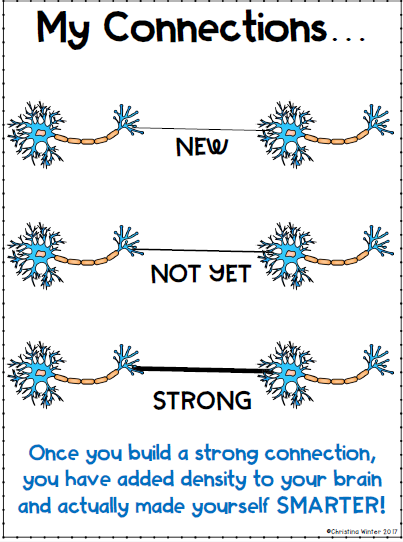 My Connections...
NEW
NOT YET
STRONG
Once you build a strong connection,
you have added density to your brain
and actually made yourself SMARTER!
©Christina Winter 2017